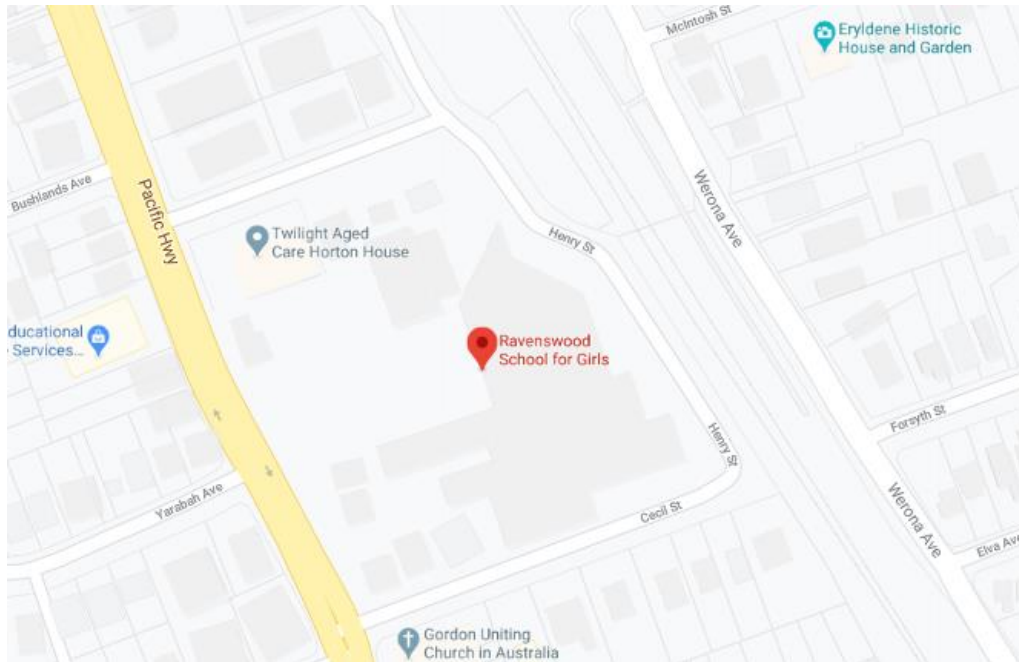 McIntosh St
Eryldene Historic
House and Garden
Bushlands Ave
Pacific Hwy
Werona Ave
Twilight Aged
Care Horton House
Henry St
ducational
Services...
Ravenswood
School for Girls
Forsyth St
Henry St
Yarabah Ave
Cecil St
Werona Ave
Elva Ave
Gordon Uniting
Church in Australia